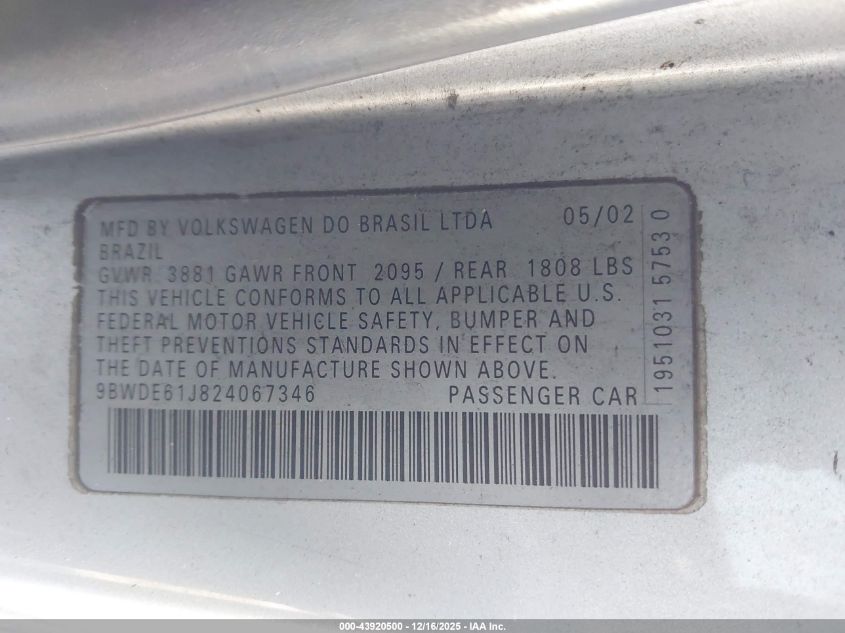 MFD BY VOLKSWAGEN DO BRASIL LTDA 05/02
BRAZIL
GVWR 3881 GAWR FRONT 2095 / REAR 1808 LBS
THIS VEHICLE CONFORMS TO ALL APPLICABLE U.S.
FEDERAL MOTOR VEHICLE SAFETY, BUMPER AND
THEFT PREVENTIONS STANDARDS IN EFFECT ON
THE DATE OF MANUFACTURE SHOWN ABOVE.
9BWDE61J824067346 PASSENGER CAR
1951031 57530
000-43920500 - 12/16/2025 - IAA Inc.